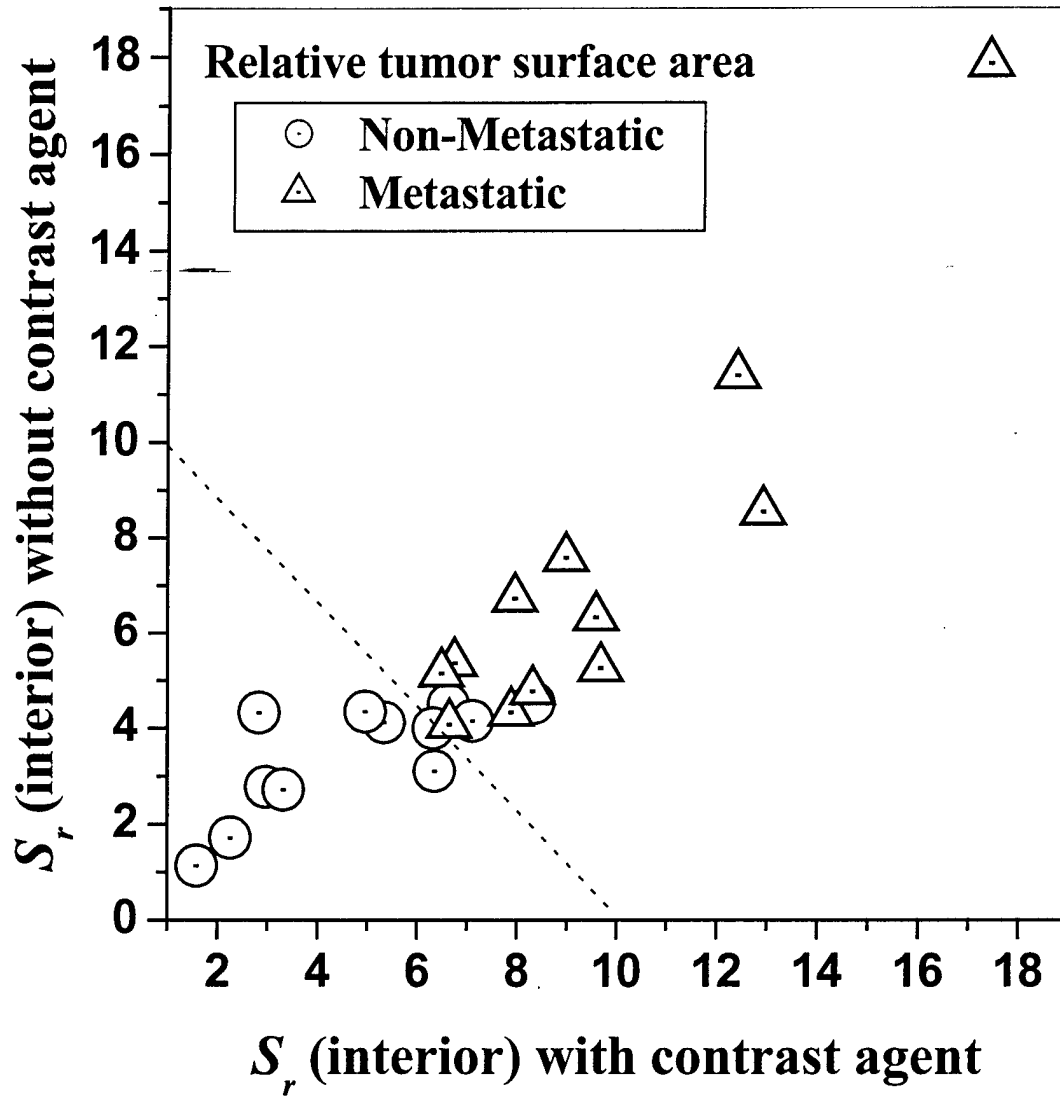 Relative tumor surface area
Non-Metastatic
Metastatic
S_r (interior) without contrast agent
18
16
14
12
10
8
6
4
2
0
2 4 6 8 10 12 14 16 18
S_r (interior) with contrast agent